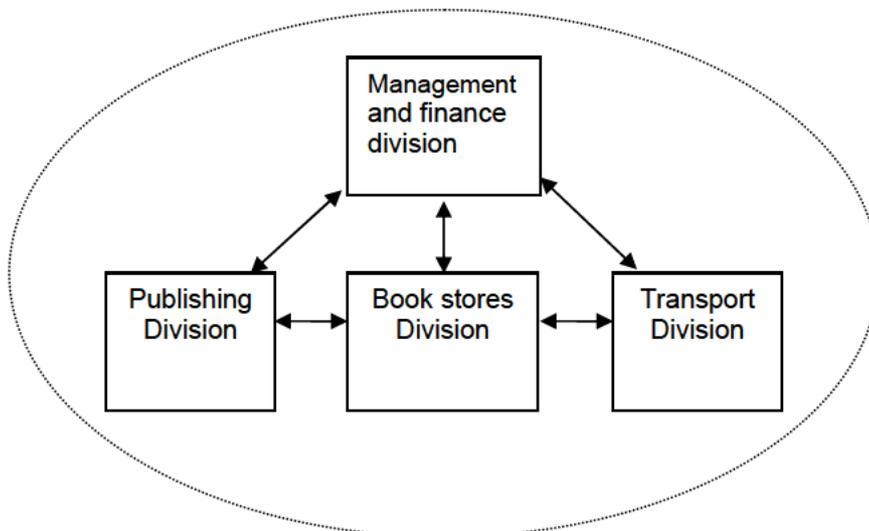 Management
and finance
division
Publishing
Division
Book stores
Division
Transport
Division